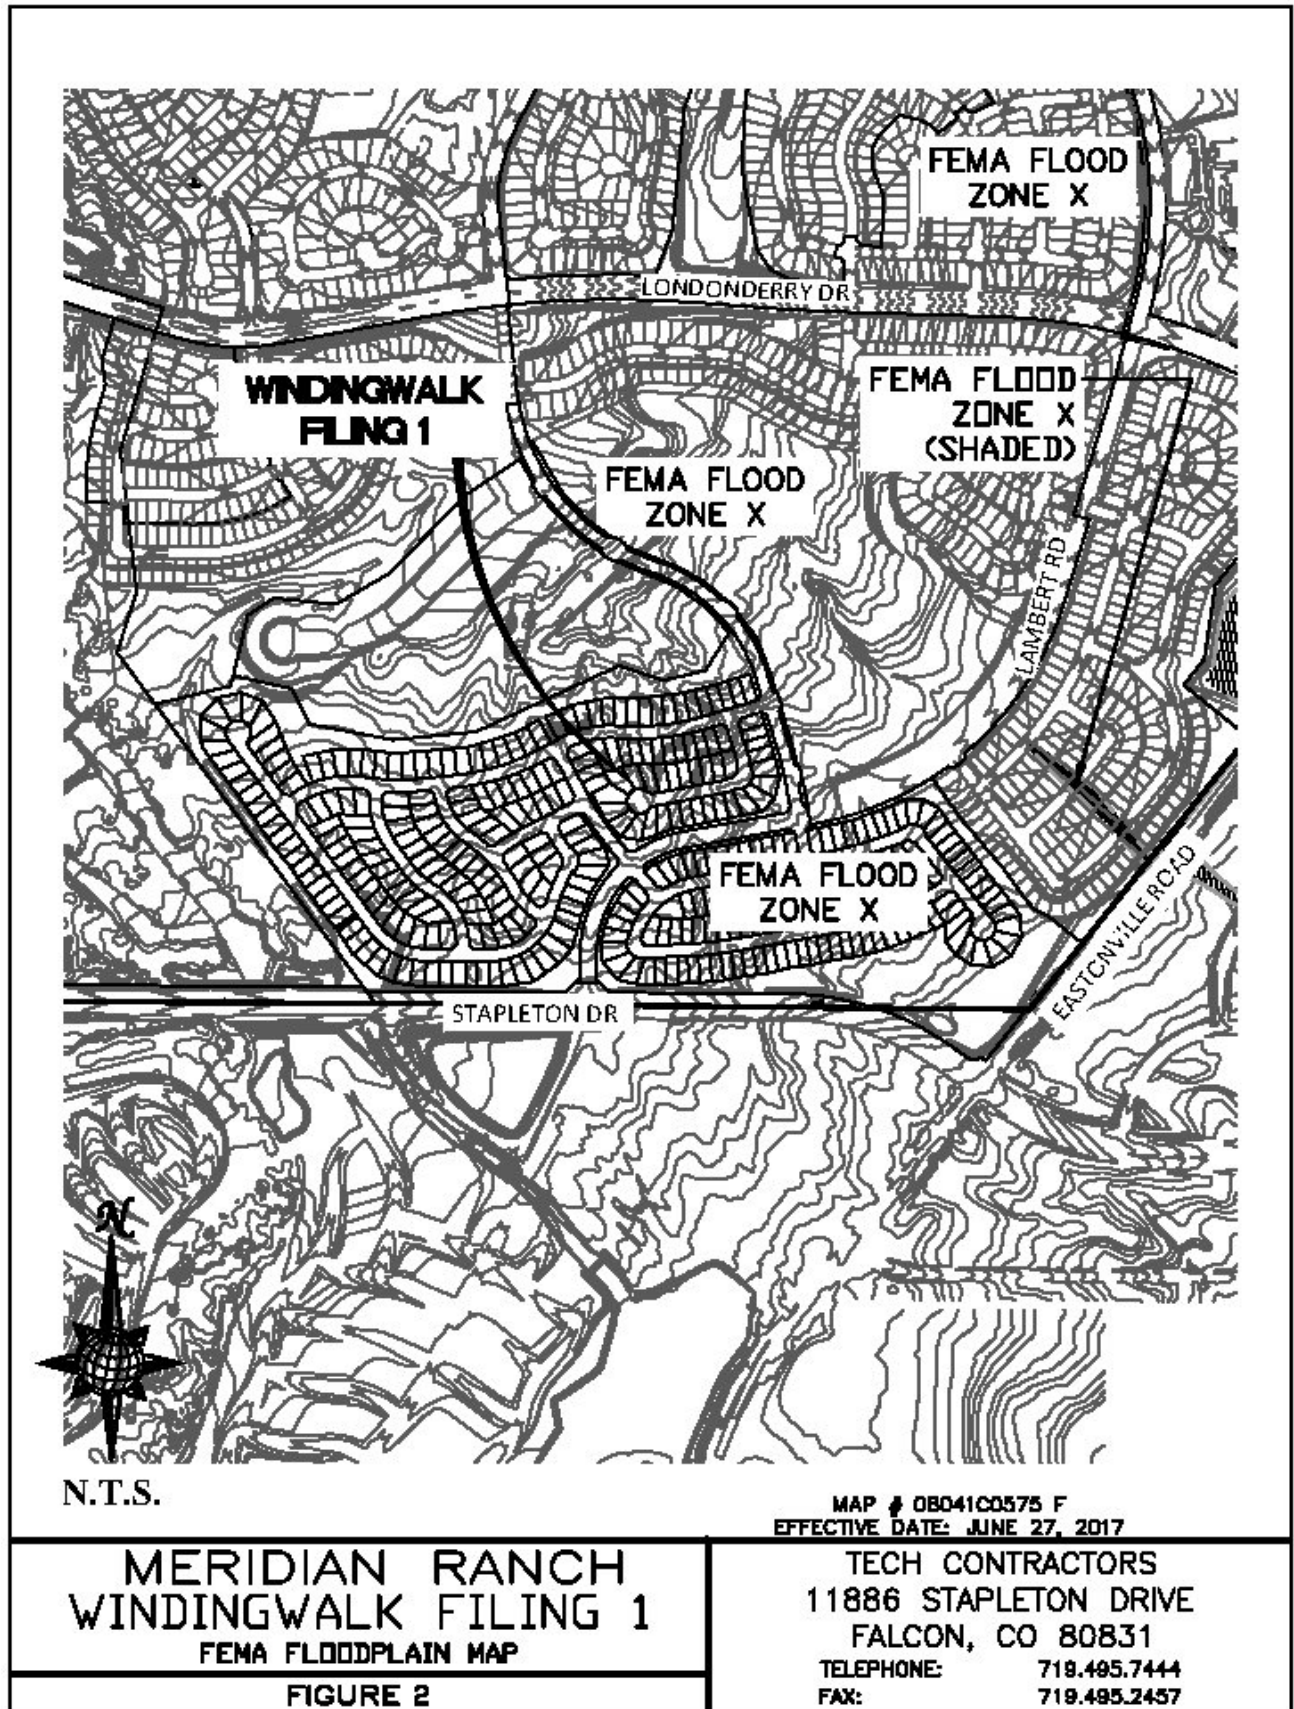 FEMA FLOOD
ZONE X
LONDONDERRY DR
WINDINGWALK
FILING 1
FEMA FLOOD
ZONE X
(SHADED)
FEMA FLOOD
ZONE X
LAMBERT RD
FEMA FLOOD
ZONE X
EASTONVILLE ROAD
STAPLETON DR
N
N.T.S.
MAP # 08041C0575 F
EFFECTIVE DATE: JUNE 27, 2017
MERIDIAN RANCH
WINDINGWALK FILING 1
FEMA FLOODPLAIN MAP
FIGURE 2
TECH CONTRACTORS
11886 STAPLETON DRIVE
FALCON, CO 80831
TELEPHONE: 719.495.7444
FAX: 719.495.2457